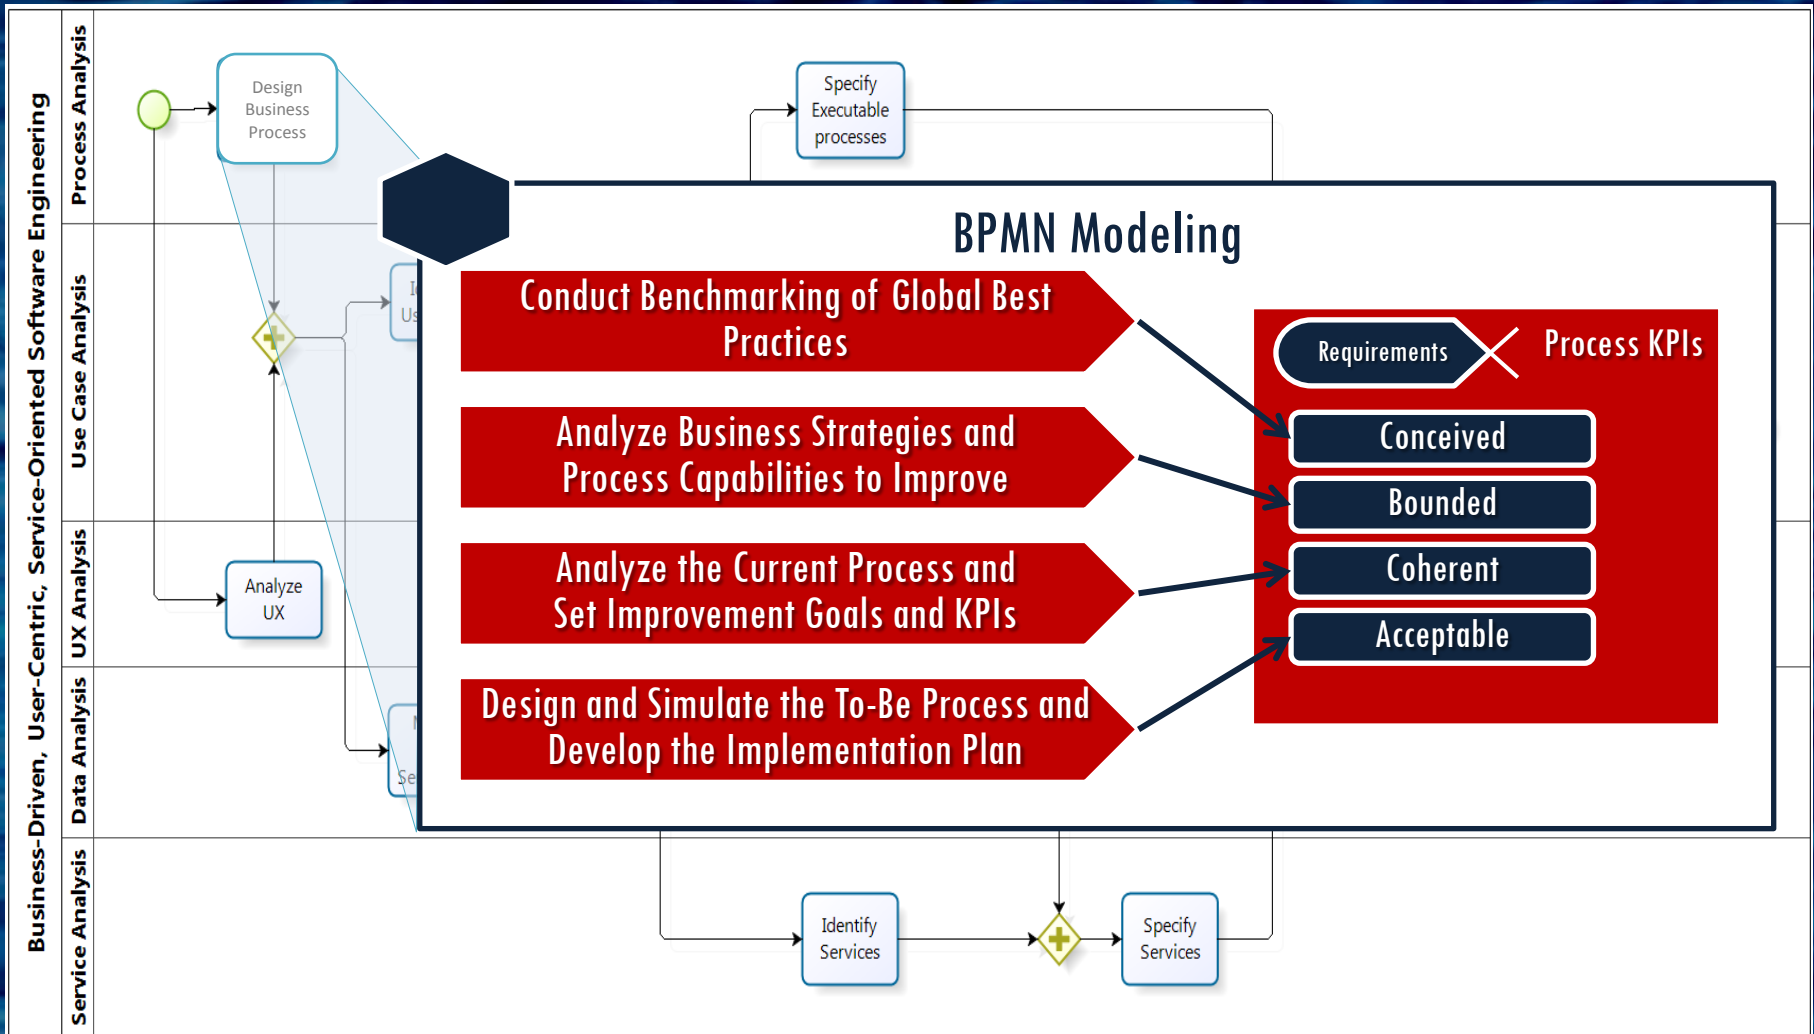 Business-Driven, User-Centric, Service-Oriented Software Engineering
Process Analysis
Design
Business
Process
Specify
Executable
processes
Use Case Analysis
UX Analysis
Analyze
UX
Data Analysis
BPMN Modeling
Conduct Benchmarking of Global Best
Practices
Analyze Business Strategies and
Process Capabilities to Improve
Analyze the Current Process and
Set Improvement Goals and KPIs
Design and Simulate the To-Be Process and
Develop the Implementation Plan
Requirements
Process KPIs
Conceived
Bounded
Coherent
Acceptable
Service Analysis
Identify
Services
Specify
Services